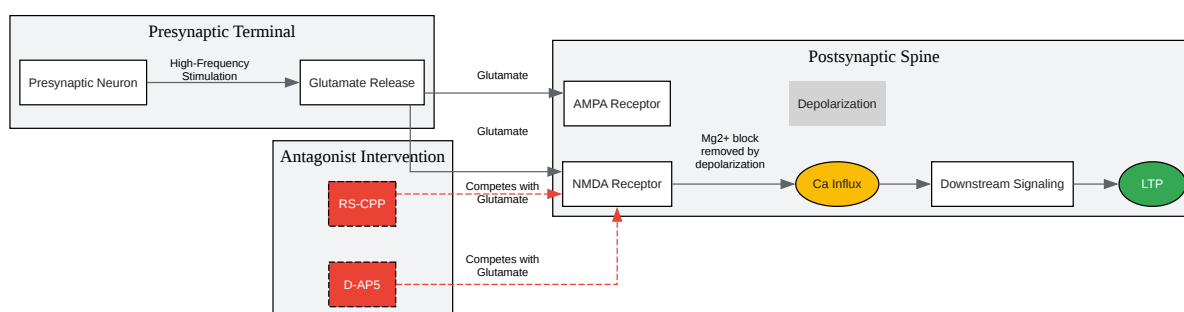 Presynaptic Terminal
Presynaptic Neuron
High-Frequency
Stimulation
Glutamate Release
Glutamate
Glutamate
Antagonist Intervention
RS-CPP
Competes with
Glutamate
D-AP5
Competes with
Glutamate
Postsynaptic Spine
AMPA Receptor
Depolarization
NMDA Receptor
Mg2+ block
removed by
depolarization
Ca Influx
Downstream Signaling
LTP